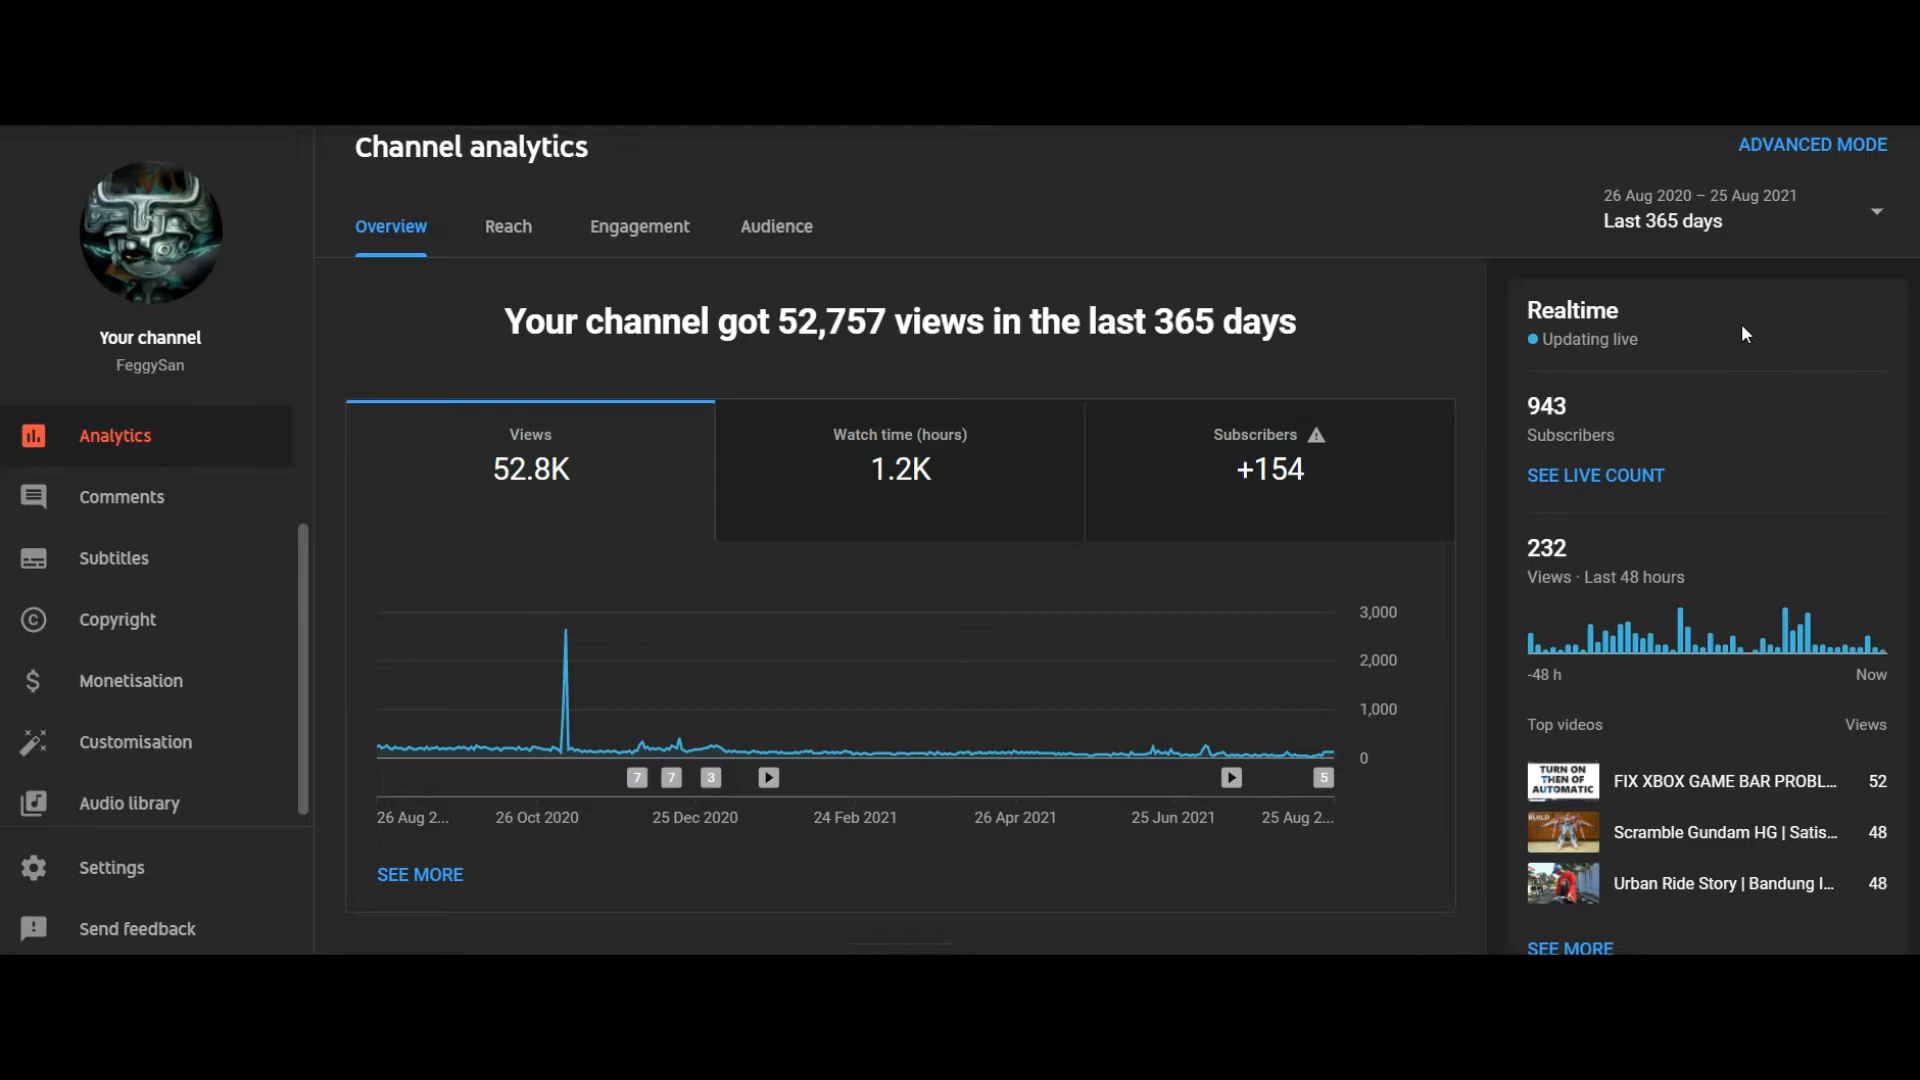 Channel analytics
ADVANCED MODE
26 Aug 2020 – 25 Aug 2021
Last 365 days
Overview
Reach
Engagement
Audience
Your channel
FeggySan
Analytics
Comments
Subtitles
Copyright
Monetisation
Customisation
Audio library
Settings
Send feedback
Your channel got 52,757 views in the last 365 days
Views
52.8K
Watch time (hours)
1.2K
Subscribers
+154
3,000
2,000
1,000
0
7
7
3
5
26 Aug 2...
26 Oct 2020
25 Dec 2020
24 Feb 2021
26 Apr 2021
25 Jun 2021
25 Aug 2...
SEE MORE
Realtime
Updating live
943
Subscribers
SEE LIVE COUNT
232
Views · Last 48 hours
-48 h
Now
Top videos
Views
TURN ON
THEN OF
AUTOMATIC
FIX XBOX GAME BAR PROBL...
52
BUILD
Scramble Gundam HG | Satis...
48
Urban Ride Story | Bandung I...
48
SEE MORE